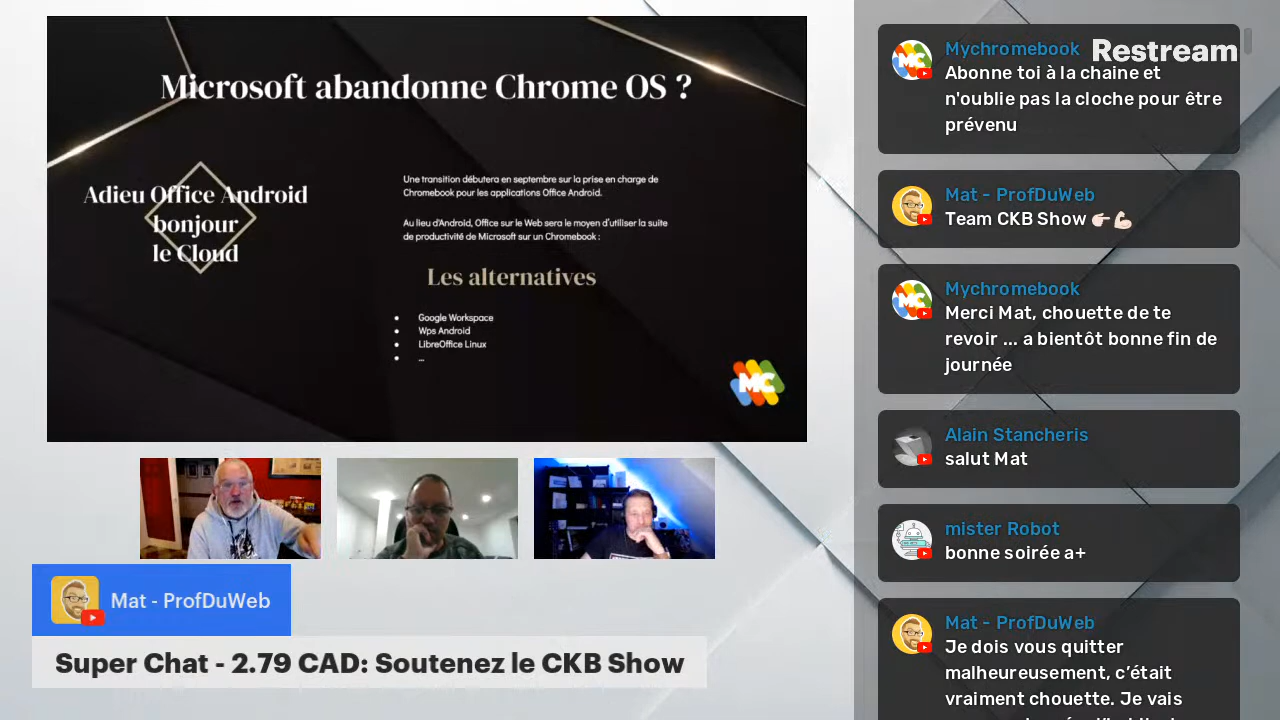 Microsoft abandonne Chrome OS ?
Adieu Office Android
bonjour
le Cloud
Une transition débutera en septembre sur la prise en charge de
Chromebook pour les applications Office Android.
Au lieu d'Android, Office sur le Web sera le moyen d'utiliser la suite
de productivité de Microsoft sur un Chromebook :
Les alternatives
● Google Workspace
● Wps Android
● LibreOffice Linux
● ...
MC
Mat - ProfDuWeb
Super Chat - 2.79 CAD: Soutenez le CKB Show
Restream
Mychromebook
Abonne toi à la chaine et
n'oublie pas la cloche pour être
prévenu
Mat - ProfDuWeb
Team CKB Show 👉🏻💪🏻
Mychromebook
Merci Mat, chouette de te
revoir ... a bientôt bonne fin de
journée
Alain Stancheris
salut Mat
mister Robot
bonne soirée a+
Mat - ProfDuWeb
Je dois vous quitter
malheureusement, c’était
vraiment chouette. Je vais